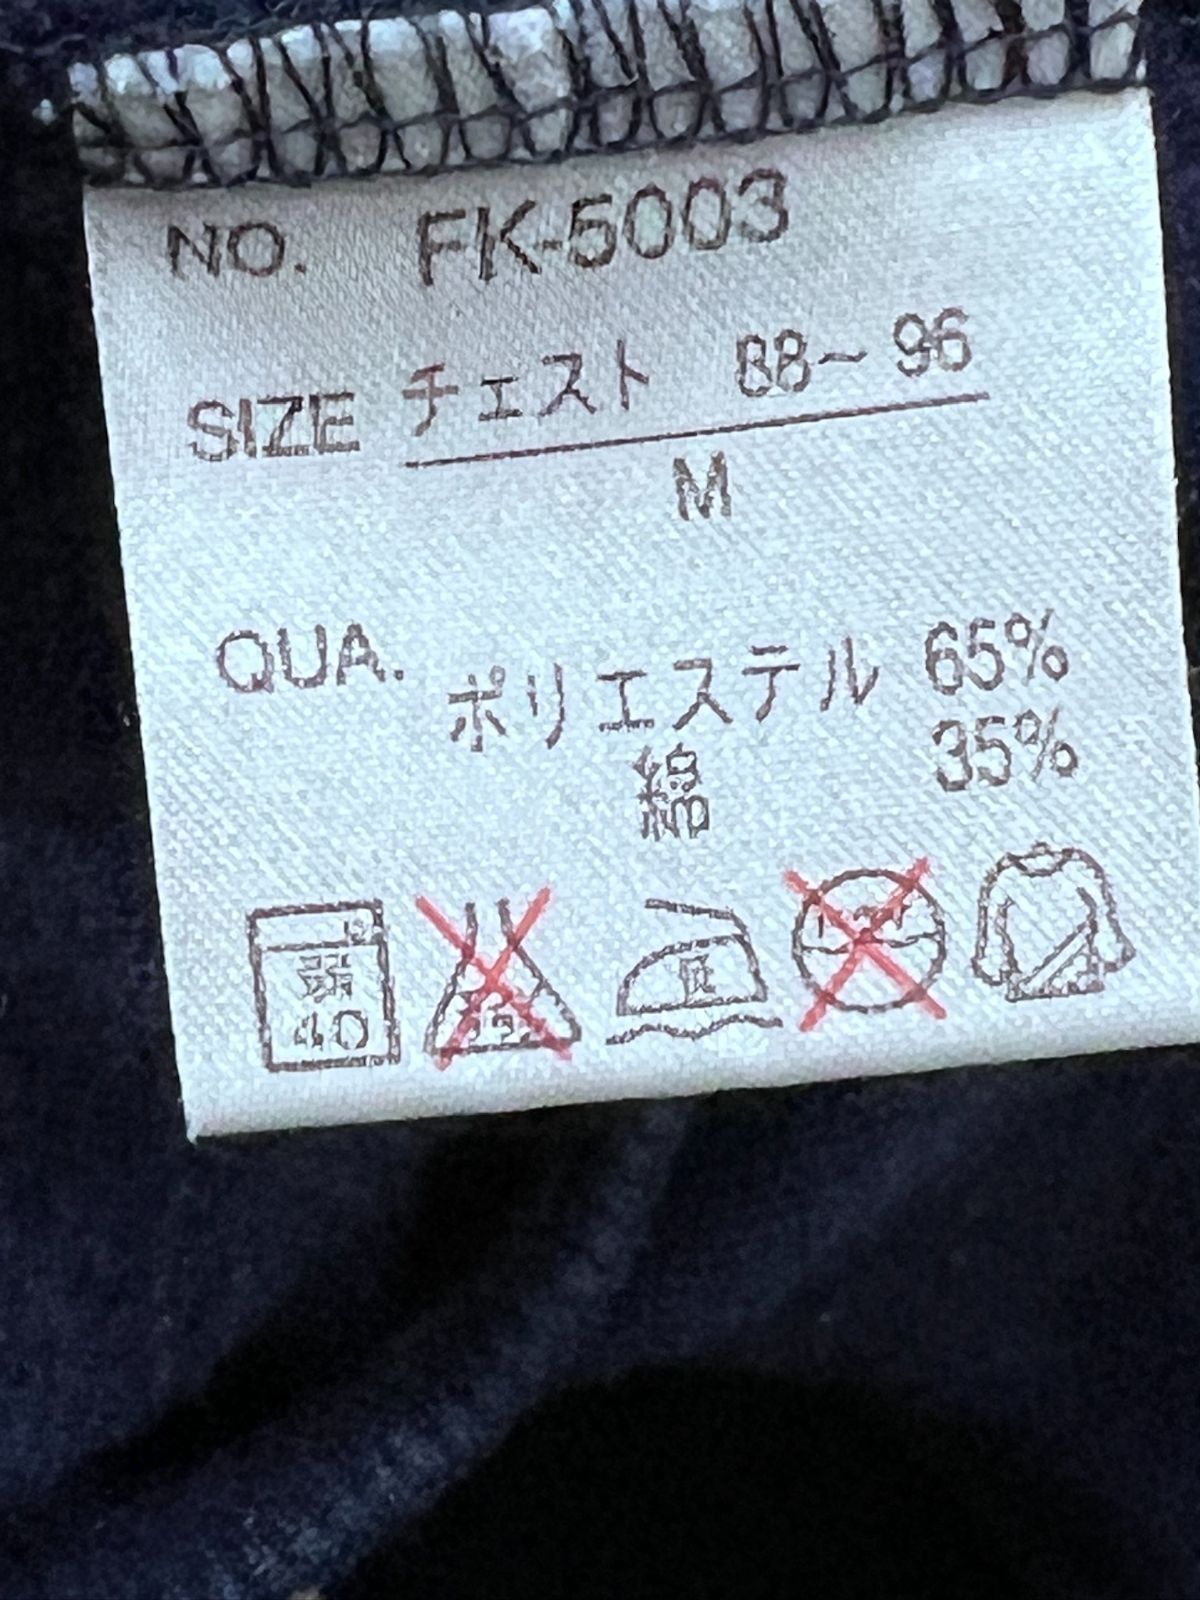 NO. FK-5003
SIZE チェスト 88~96
M
QUA. ポリエステル 65%
綿 35%
弱
40